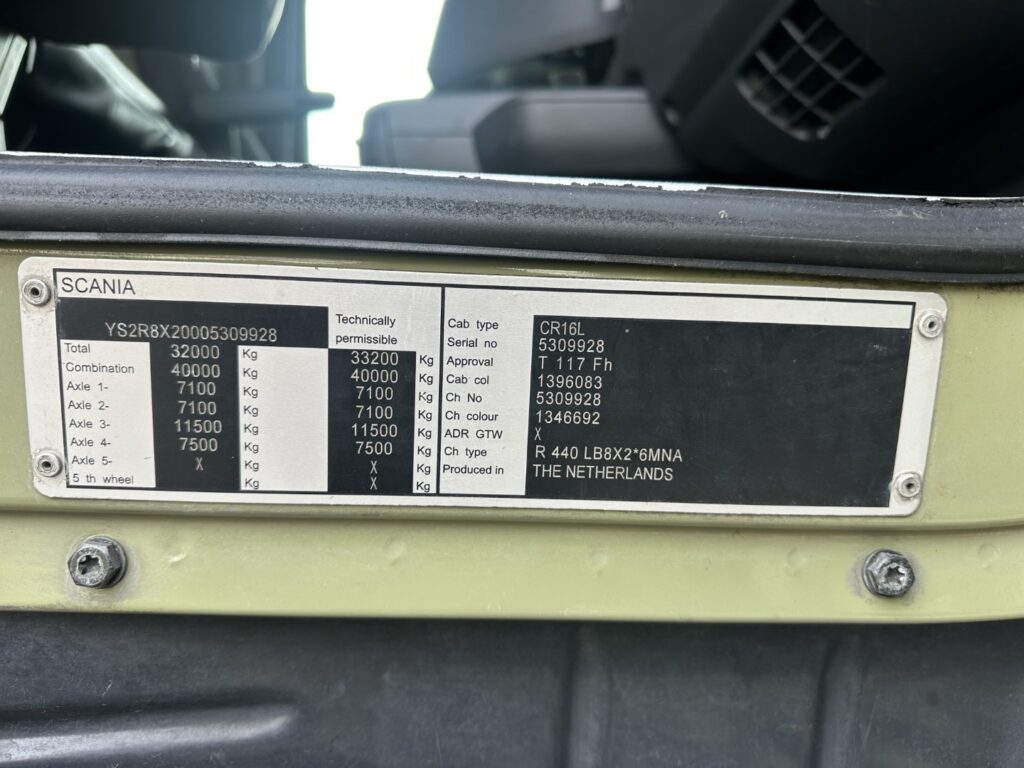 SCANIA
YS2R8X20005309928
Technically
permissible
Total 32000 Kg 33200 Kg
Combination 40000 Kg 40000 Kg
Axle 1- 7100 Kg 7100 Kg
Axle 2- 7100 Kg 7100 Kg
Axle 3- 11500 Kg 11500 Kg
Axle 4- 7500 Kg 7500 Kg
Axle 5- X Kg X Kg
5 th wheel Kg X Kg
Cab type CR16L
Serial no 5309928
Approval T 117 Fh
Cab col 1396083
Ch No 5309928
Ch colour 1346692
ADR GTW X
Ch type R 440 LB8X2*6MNA
Produced in THE NETHERLANDS